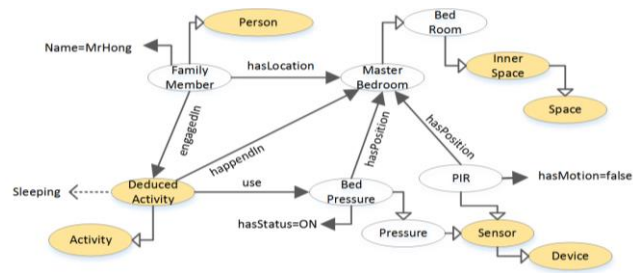 Person
Bed
Room
Name=MrHong
Family
Member
hasLocation
Master
Bedroom
Inner
Space
Space
engagedIn
happendIn
hasPosition
hasPosition
Sleeping
Deduced
Activity
use
Bed
Pressure
PIR
hasMotion=false
hasStatus=ON
Activity
Pressure
Sensor
Device